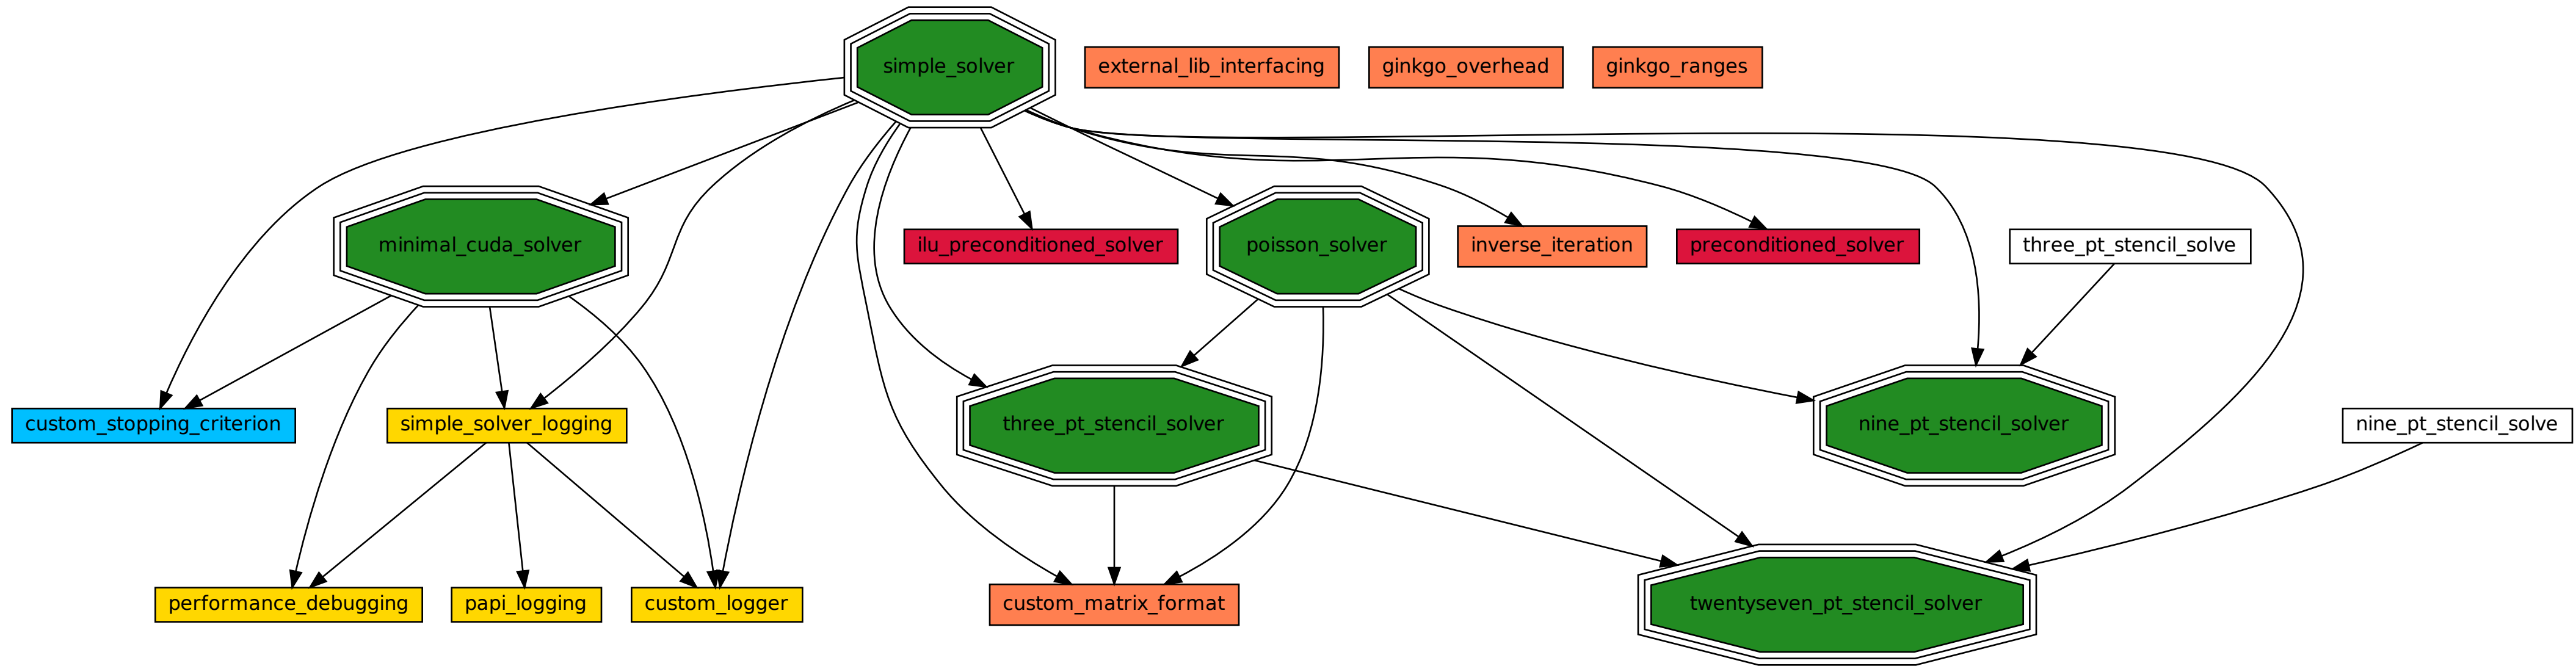 simple_solver
external_lib_interfacing
ginkgo_overhead
ginkgo_ranges
minimal_cuda_solver
ilu_preconditioned_solver
poisson_solver
inverse_iteration
preconditioned_solver
three_pt_stencil_solve
custom_stopping_criterion
simple_solver_logging
three_pt_stencil_solver
nine_pt_stencil_solver
nine_pt_stencil_solve
performance_debugging
papi_logging
custom_logger
custom_matrix_format
twentyseven_pt_stencil_solver